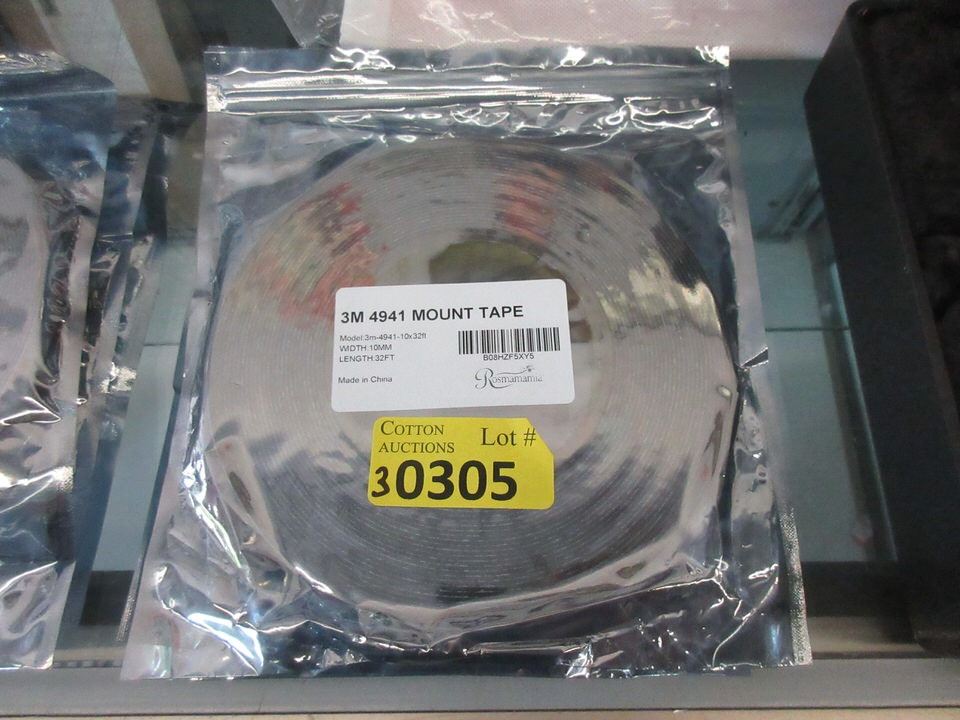 3M 4941 MOUNT TAPE
Model:3m-4941-10x32ft
WIDTH:10MM
LENGTH:32FT
B08HZF5XY5
Made in China
Rosmamama
COTTON
AUCTIONS
Lot #
30305